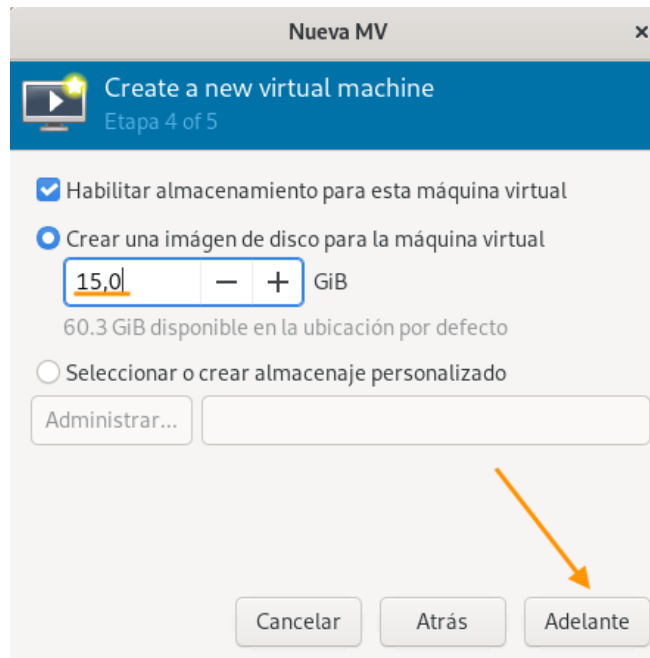 Nueva MV
Create a new virtual machine
Etapa 4 of 5
Habilitar almacenamiento para esta máquina virtual
Crear una imágen de disco para la máquina virtual
15,0 GiB
60.3 GiB disponible en la ubicación por defecto
Seleccionar o crear almacenaje personalizado
Administrar...
Cancelar Atrás Adelante